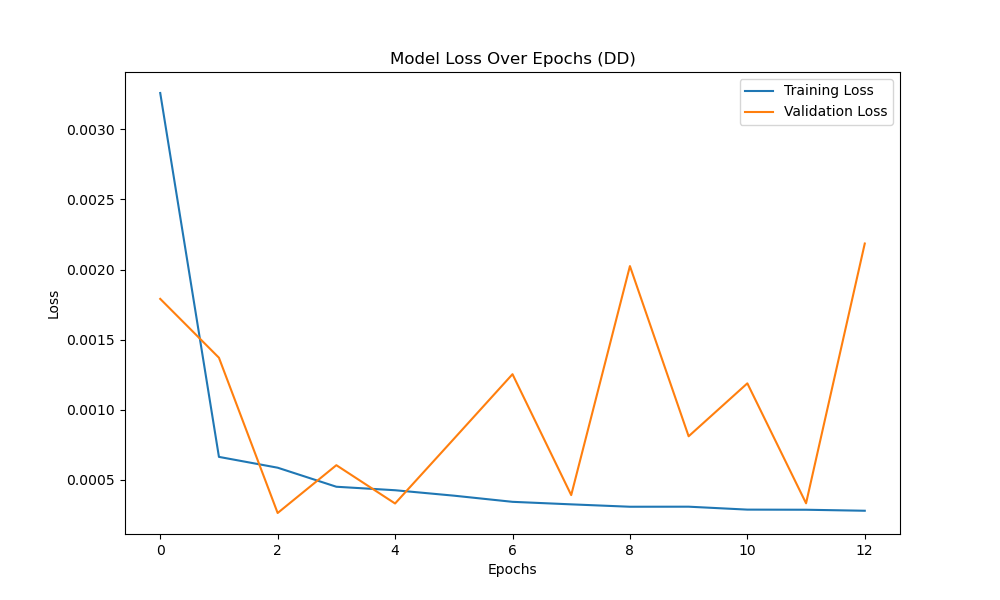 Model Loss Over Epochs (DD)
Training Loss
Validation Loss
0.0030
0.0025
0.0020
0.0015
0.0010
0.0005
Loss
0 2 4 6 8 10 12
Epochs